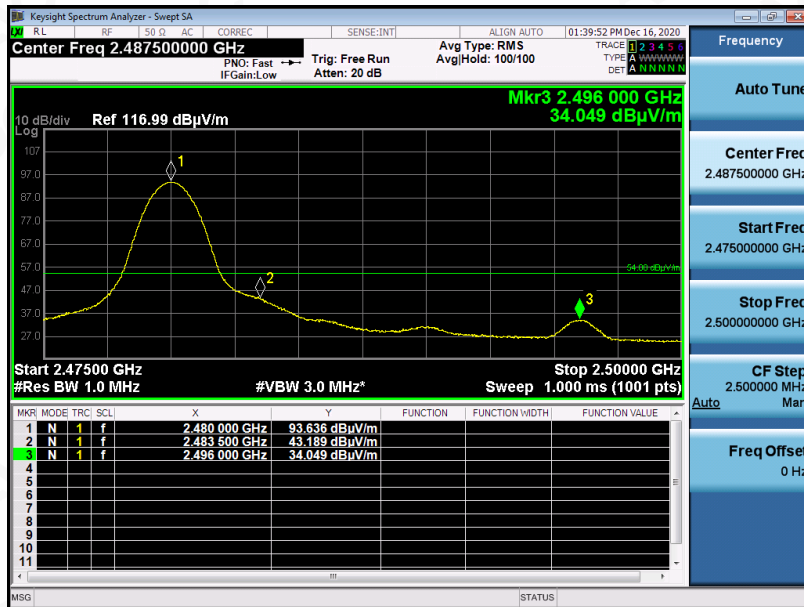 Keysight Spectrum Analyzer - Swept SA
LXI RL RF 50 Ω AC CORREC SENSE:INT ALIGN AUTO 01:39:52 PM Dec 16, 2020
Center Freq 2.487500000 GHz
PNO: Fast
IFGain:Low
Trig: Free Run
Atten: 20 dB
Avg Type: RMS
Avg|Hold: 100/100
TRACE 1 2 3 4 5 6
TYPE A W W W W W
DET A N N N N N
Frequency
Mkr3 2.496 000 GHz
34.049 dBµV/m
10 dB/div Ref 116.99 dBµV/m
Log
107
97.0
87.0
77.0
67.0
57.0
47.0
37.0
27.0
1
2
3
54.00 dBµV/m
Start 2.47500 GHz Stop 2.50000 GHz
#Res BW 1.0 MHz #VBW 3.0 MHz* Sweep 1.000 ms (1001 pts)
MKR MODE TRC SCL X Y FUNCTION FUNCTION WIDTH FUNCTION VALUE
1 N 1 f 2.480 000 GHz 93.636 dBµV/m
2 N 1 f 2.483 500 GHz 43.189 dBµV/m
3 N 1 f 2.496 000 GHz 34.049 dBµV/m
4
5
6
7
8
9
10
11
MSG STATUS
Auto Tune
Center Freq
2.487500000 GHz
Start Freq
2.475000000 GHz
Stop Freq
2.500000000 GHz
CF Step
2.500000 MHz
Auto Man
Freq Offset
0 Hz